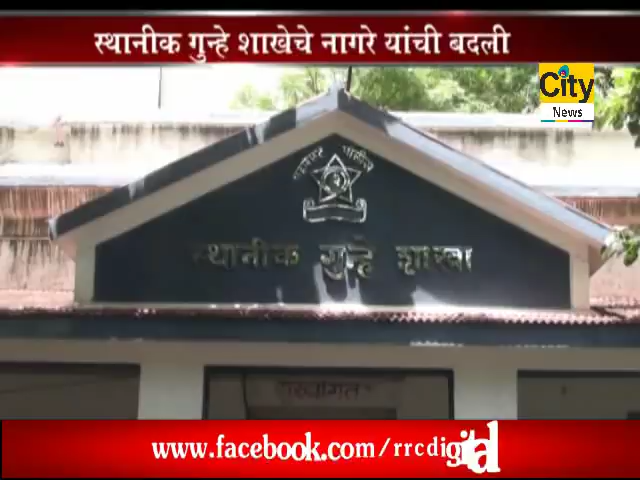 स्थानीक गुन्हे शाखेचे नागरे यांची बदली
City
News
स्थानीक गुन्हे शाखा
www.facebook.com/rrcdigital